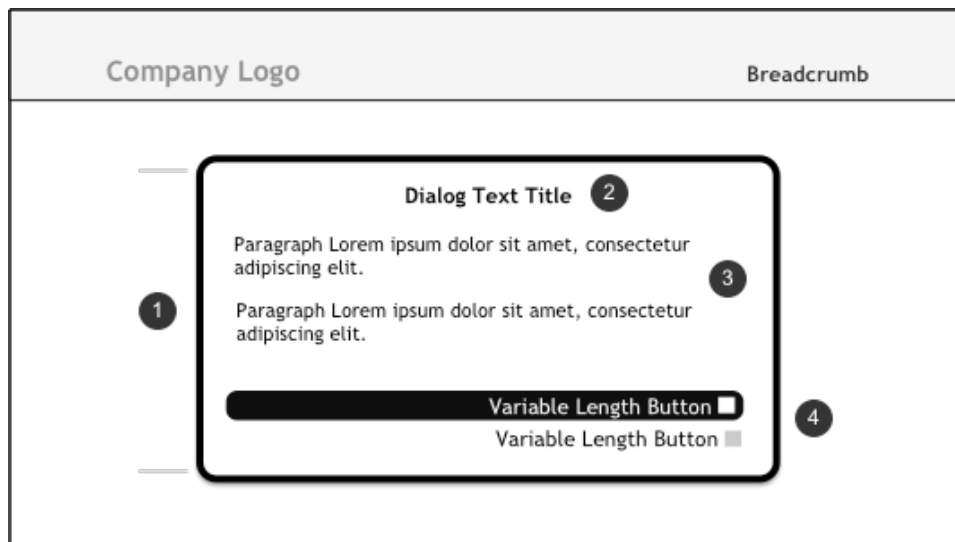 Company Logo
Breadcrumb
Dialog Text Title 2
Paragraph Lorem ipsum dolor sit amet, consectetur
adipiscing elit.
3
1
Paragraph Lorem ipsum dolor sit amet, consectetur
adipiscing elit.
Variable Length Button
4
Variable Length Button